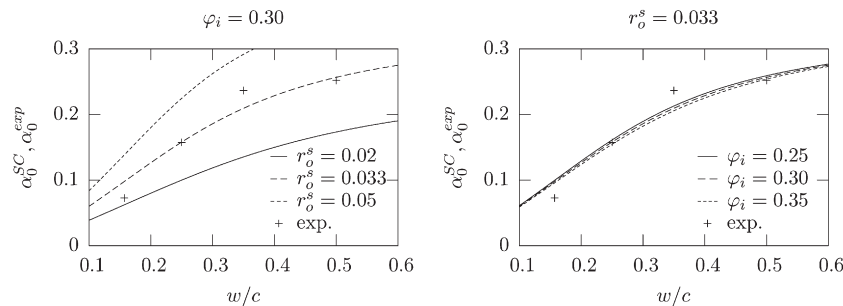 φ_i = 0.30
α_0^{SC}, α_0^{exp}
0.3
0.2
0.1
0
r_o^s = 0.02
r_o^s = 0.033
r_o^s = 0.05
exp.
0.1 0.2 0.3 0.4 0.5 0.6
w/c
r_o^s = 0.033
α_0^{SC}, α_0^{exp}
0.3
0.2
0.1
0
φ_i = 0.25
φ_i = 0.30
φ_i = 0.35
exp.
0.1 0.2 0.3 0.4 0.5 0.6
w/c